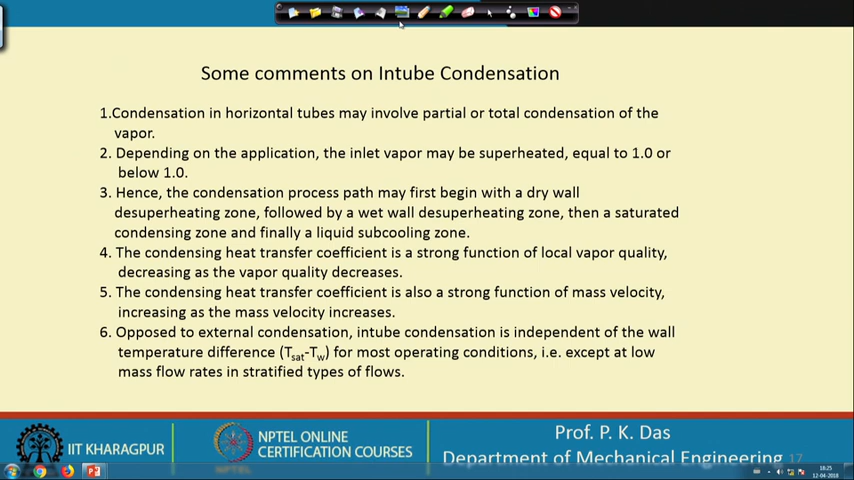 Some comments on Intube Condensation
1.Condensation in horizontal tubes may involve partial or total condensation of the
vapor.
2. Depending on the application, the inlet vapor may be superheated, equal to 1.0 or
below 1.0.
3. Hence, the condensation process path may first begin with a dry wall
desuperheating zone, followed by a wet wall desuperheating zone, then a saturated
condensing zone and finally a liquid subcooling zone.
4. The condensing heat transfer coefficient is a strong function of local vapor quality,
decreasing as the vapor quality decreases.
5. The condensing heat transfer coefficient is also a strong function of mass velocity,
increasing as the mass velocity increases.
6. Opposed to external condensation, intube condensation is independent of the wall
temperature difference (Tsat-Tw) for most operating conditions, i.e. except at low
mass flow rates in stratified types of flows.
IIT KHARAGPUR
NPTEL ONLINE
CERTIFICATION COURSES
NPTEL
Prof. P. K. Das
Department of Mechanical Engineering
17
18:25
12-04-2018